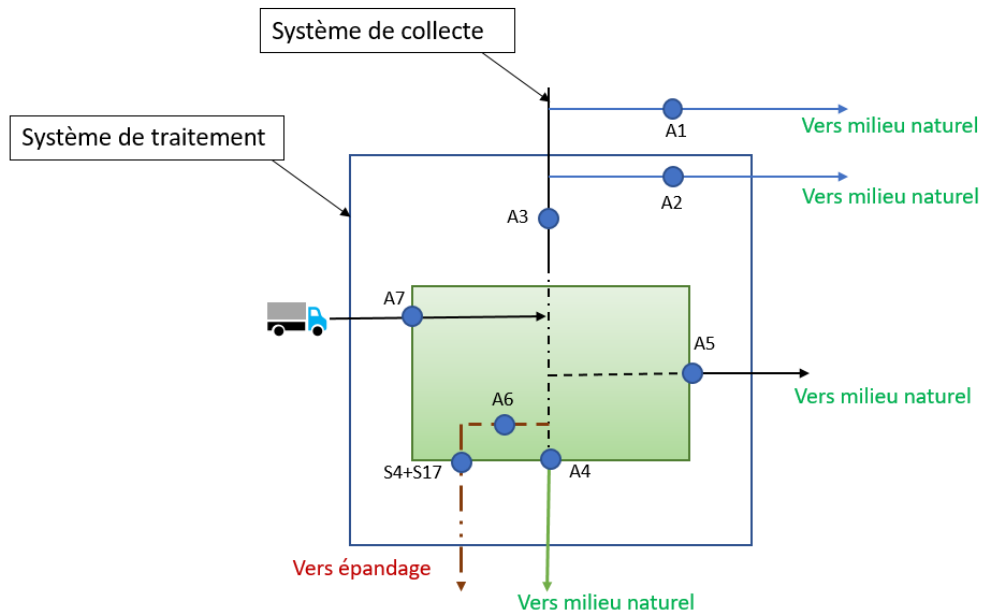 Système de collecte
A1
Vers milieu naturel
Système de traitement
A2
Vers milieu naturel
A3
A7
A5
Vers milieu naturel
A6
S4+S17
A4
Vers épandage
Vers milieu naturel